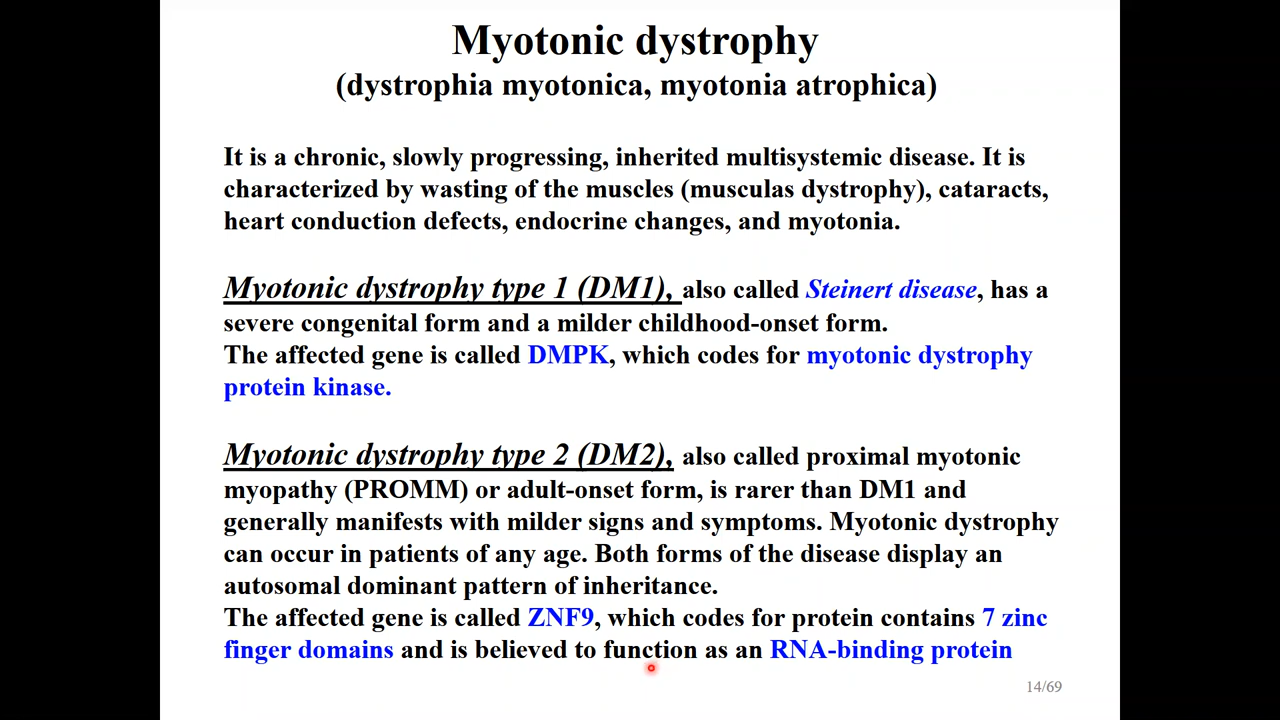 Myotonic dystrophy
(dystrophia myotonica, myotonia atrophica)
It is a chronic, slowly progressing, inherited multisystemic disease. It is
characterized by wasting of the muscles (musculas dystrophy), cataracts,
heart conduction defects, endocrine changes, and myotonia.
Myotonic dystrophy type 1 (DM1), also called Steinert disease, has a
severe congenital form and a milder childhood-onset form.
The affected gene is called DMPK, which codes for myotonic dystrophy
protein kinase.
Myotonic dystrophy type 2 (DM2), also called proximal myotonic
myopathy (PROMM) or adult-onset form, is rarer than DM1 and
generally manifests with milder signs and symptoms. Myotonic dystrophy
can occur in patients of any age. Both forms of the disease display an
autosomal dominant pattern of inheritance.
The affected gene is called ZNF9, which codes for protein contains 7 zinc
finger domains and is believed to function as an RNA-binding protein
14/69